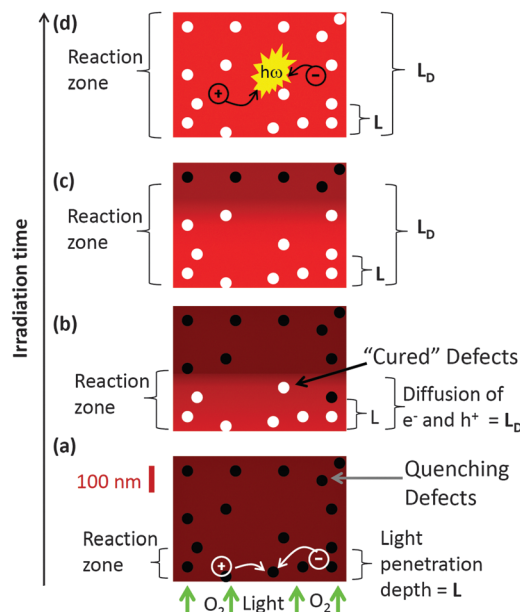 Irradiation time
(d)
Reaction
zone
hω
+
−
L
L_D
(c)
Reaction
zone
L
L_D
(b)
Reaction
zone
"Cured" Defects
L
Diffusion of
e⁻ and h⁺ = L_D
(a)
100 nm
Quenching
Defects
Reaction
zone
+
−
Light
penetration
depth = L
O₂ Light O₂